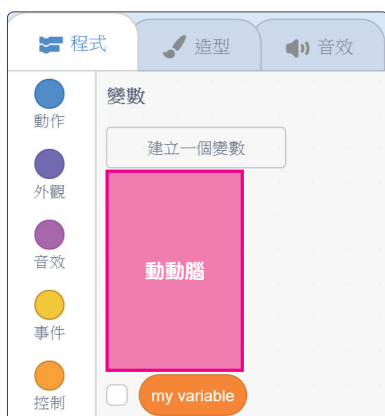 程式
造型
音效
動作
外觀
音效
事件
控制
變數
建立一個變數
動動腦
my variable